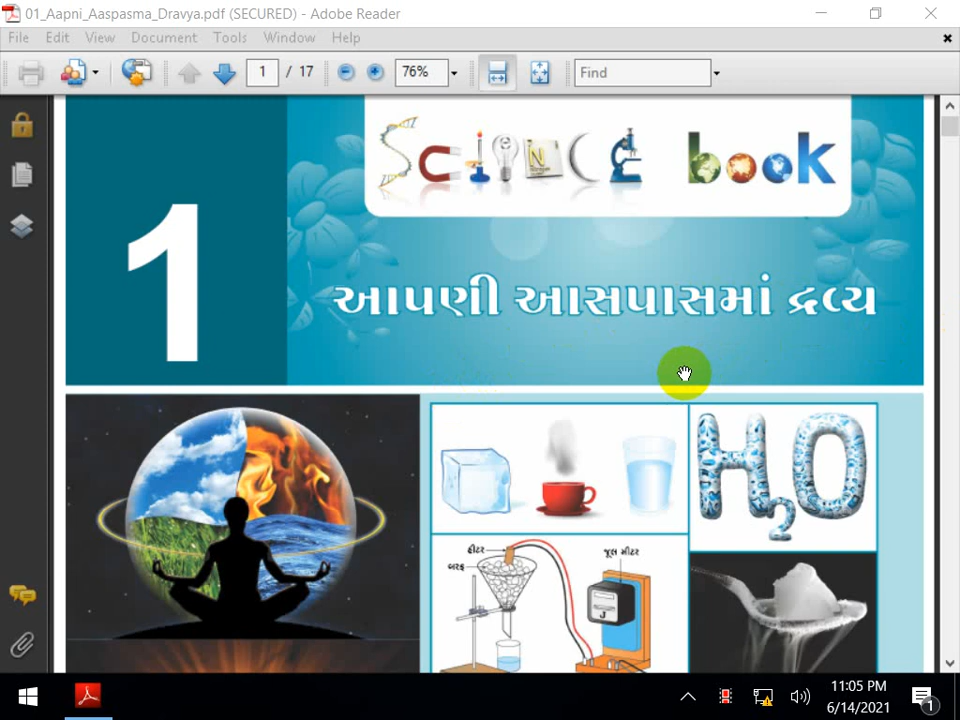 01_Aapni_Aaspasma_Dravya.pdf (SECURED) - Adobe Reader
File Edit View Document Tools Window Help
1 / 17 76% Find
Science book
1
આપણી આસપાસમાં દ્રવ્ય
H2O
હીટર
જૂલ મીટર
બરફ
J
N
11:05 PM
6/14/2021
1